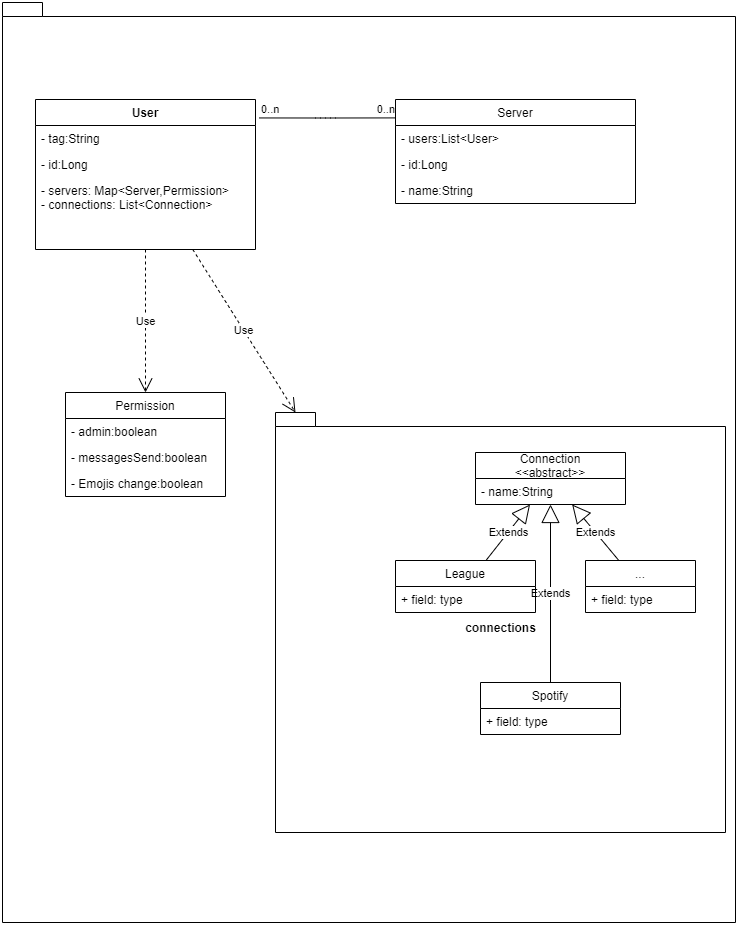 User
- tag:String
- id:Long
- servers: Map<Server,Permission>
- connections: List<Connection>
0..n
0..n
Server
- users:List<User>
- id:Long
- name:String
Use
Use
Permission
- admin:boolean
- messagesSend:boolean
- Emojis change:boolean
Connection
<<abstract>>
- name:String
Extends
Extends
League
+ field: type
...
+ field: type
Extends
connections
Spotify
+ field: type